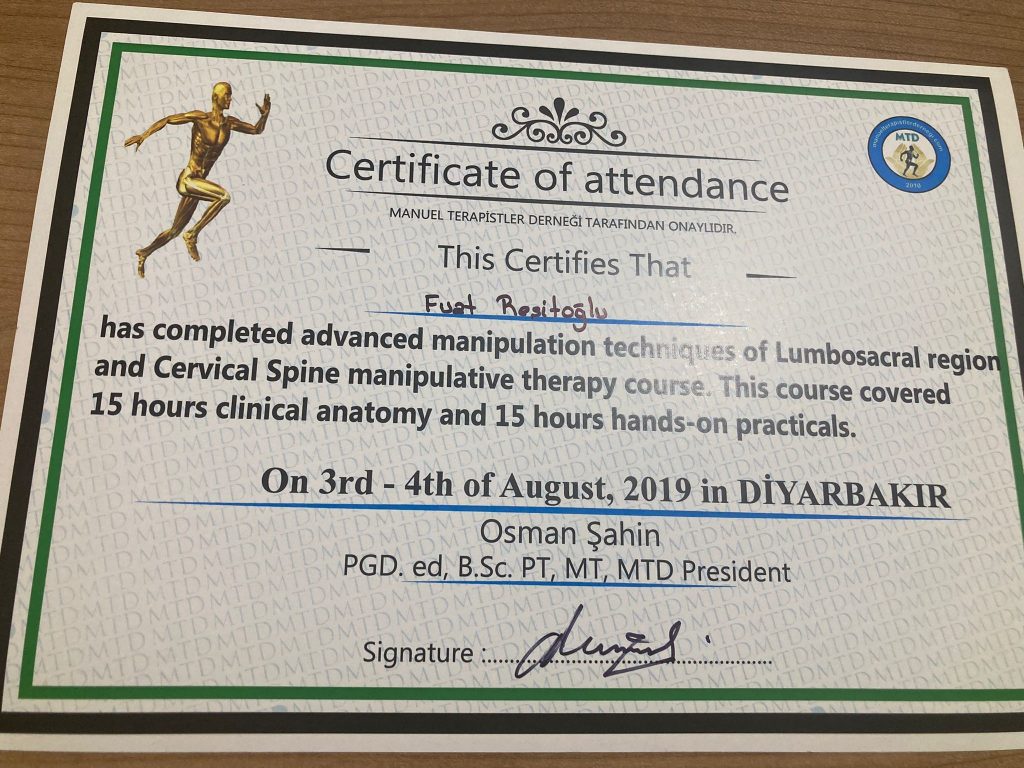 manuelterapistlerdernegi.com
MTD
2010
Certificate of attendance
MANUEL TERAPİSTLER DERNEĞİ TARAFINDAN ONAYLIDIR.
This Certifies That
Fuat Reşitoğlu
has completed advanced manipulation techniques of Lumbosacral region
and Cervical Spine manipulative therapy course. This course covered
15 hours clinical anatomy and 15 hours hands-on practicals.
On 3rd - 4th of August, 2019 in DİYARBAKIR
Osman Şahin
PGD. ed, B.Sc. PT, MT, MTD President
Signature :